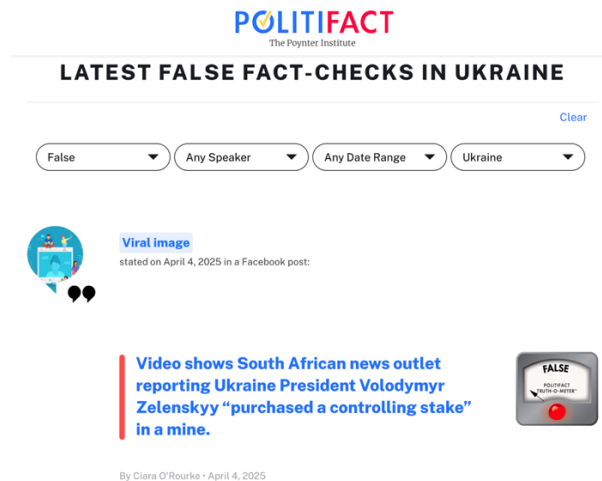 POLITIFACT
The Poynter Institute
LATEST FALSE FACT-CHECKS IN UKRAINE
Clear
False Any Speaker Any Date Range Ukraine
Viral image
stated on April 4, 2025 in a Facebook post:
Video shows South African news outlet
reporting Ukraine President Volodymyr
Zelenskyy “purchased a controlling stake”
in a mine.
FALSE
POLITIFACT
TRUTH-O-METER™
By Ciara O'Rourke • April 4, 2025